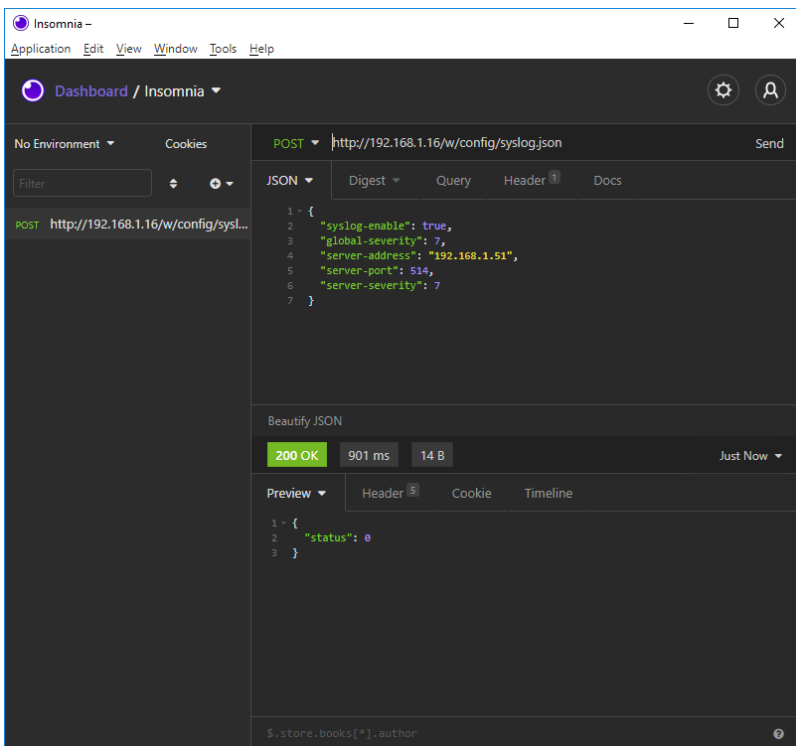 Insomnia –
Application Edit View Window Tools Help
Dashboard / Insomnia
No Environment Cookies
POST http://192.168.1.16/w/config/syslog.json Send
Filter
JSON Digest Query Header 1 Docs
POST http://192.168.1.16/w/config/sysl...
1 {
2 "syslog-enable": true,
3 "global-severity": 7,
4 "server-address": "192.168.1.51",
5 "server-port": 514,
6 "server-severity": 7
7 }
Beautify JSON
200 OK 901 ms 14 B Just Now
Preview Header 5 Cookie Timeline
1 {
2 "status": 0
3 }
$.store.books[*].author